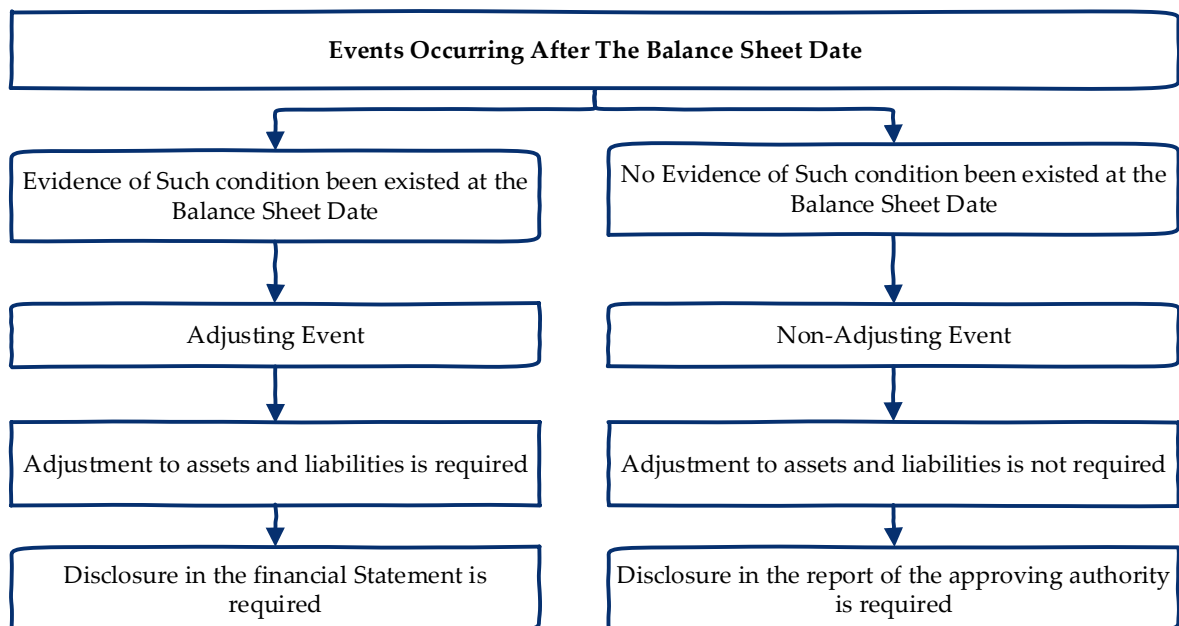 Events Occurring After The Balance Sheet Date
Evidence of Such condition been existed at the
Balance Sheet Date
No Evidence of Such condition been existed at the
Balance Sheet Date
Adjusting Event
Non-Adjusting Event
Adjustment to assets and liabilities is required
Adjustment to assets and liabilities is not required
Disclosure in the financial Statement is
required
Disclosure in the report of the approving authority
is required